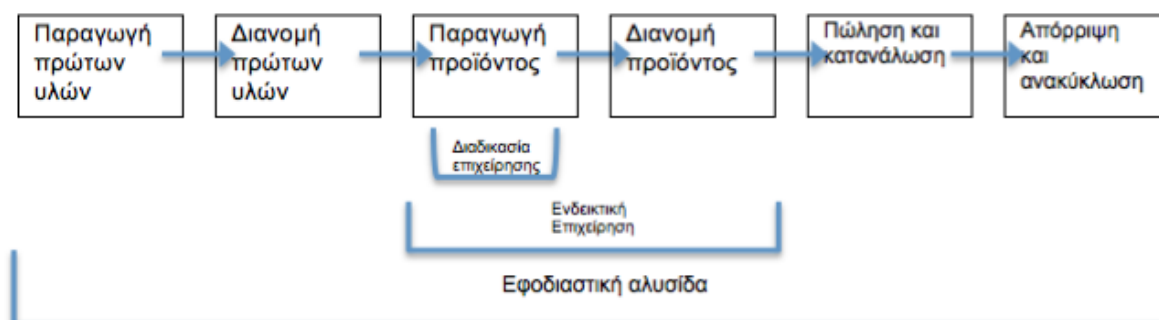 Παραγωγή
πρώτων
υλών
Διανομή
πρώτων
υλών
Παραγωγή
προϊόντος
Διανομή
προϊόντος
Πώληση και
κατανάλωση
Απόρριψη
και
ανακύκλωση
Διαδικασία
επιχείρησης
Ενδεικτική
Επιχείρηση
Εφοδιαστική αλυσίδα